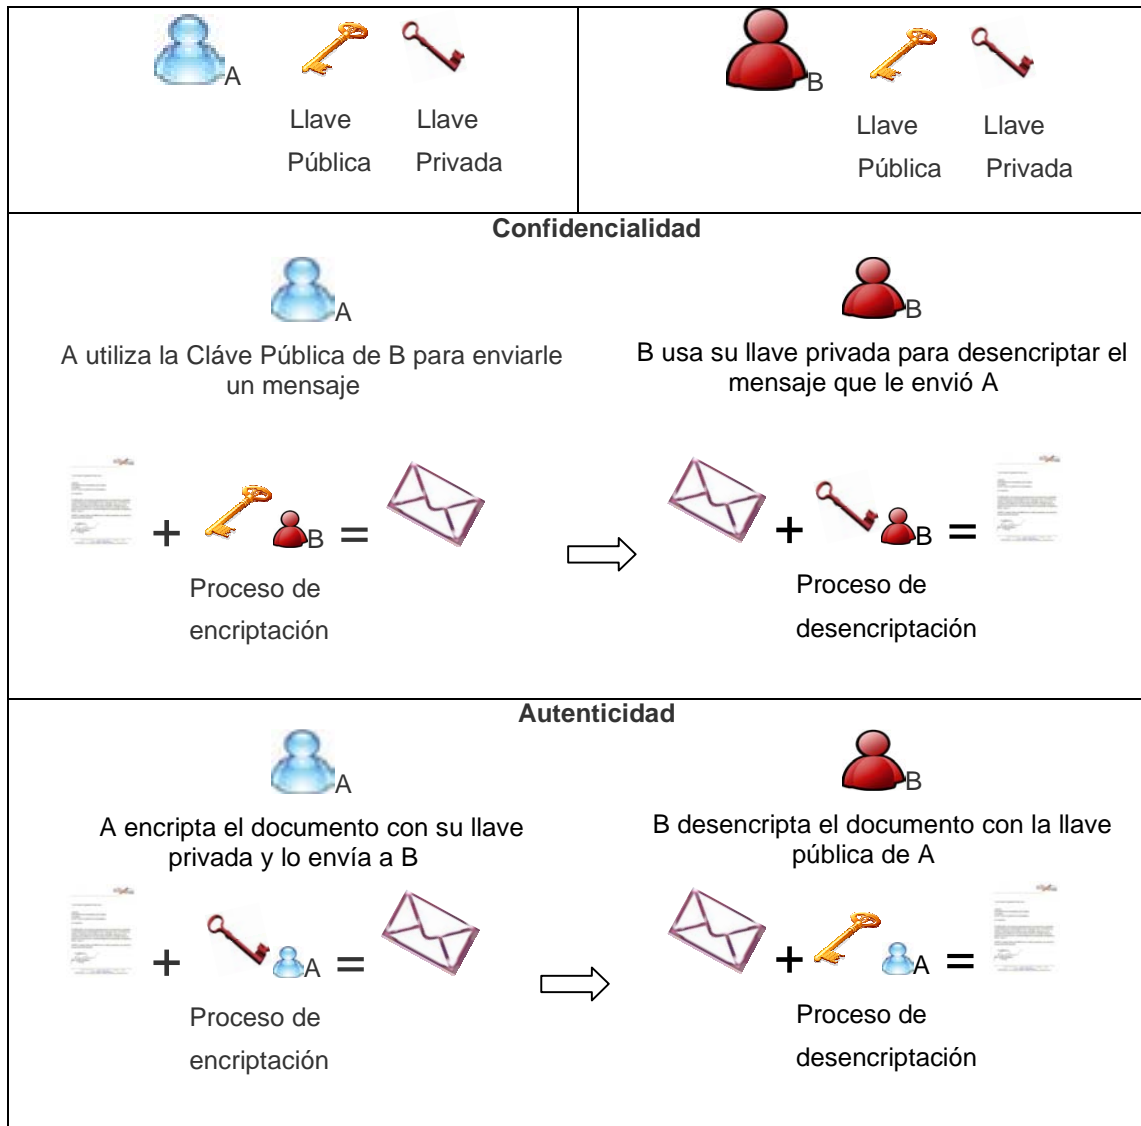 A
Llave Llave
Pública Privada
B
Llave Llave
Pública Privada
Confidencialidad
A
A utiliza la Cláve Pública de B para enviarle
un mensaje
B
B usa su llave privada para desencriptar el
mensaje que le envió A
+ B =
Proceso de
encriptación
+ B =
Proceso de
desencriptación
Autenticidad
A
A encripta el documento con su llave
privada y lo envía a B
B
B desencripta el documento con la llave
pública de A
+ A =
Proceso de
encriptación
+ A =
Proceso de
desencriptación